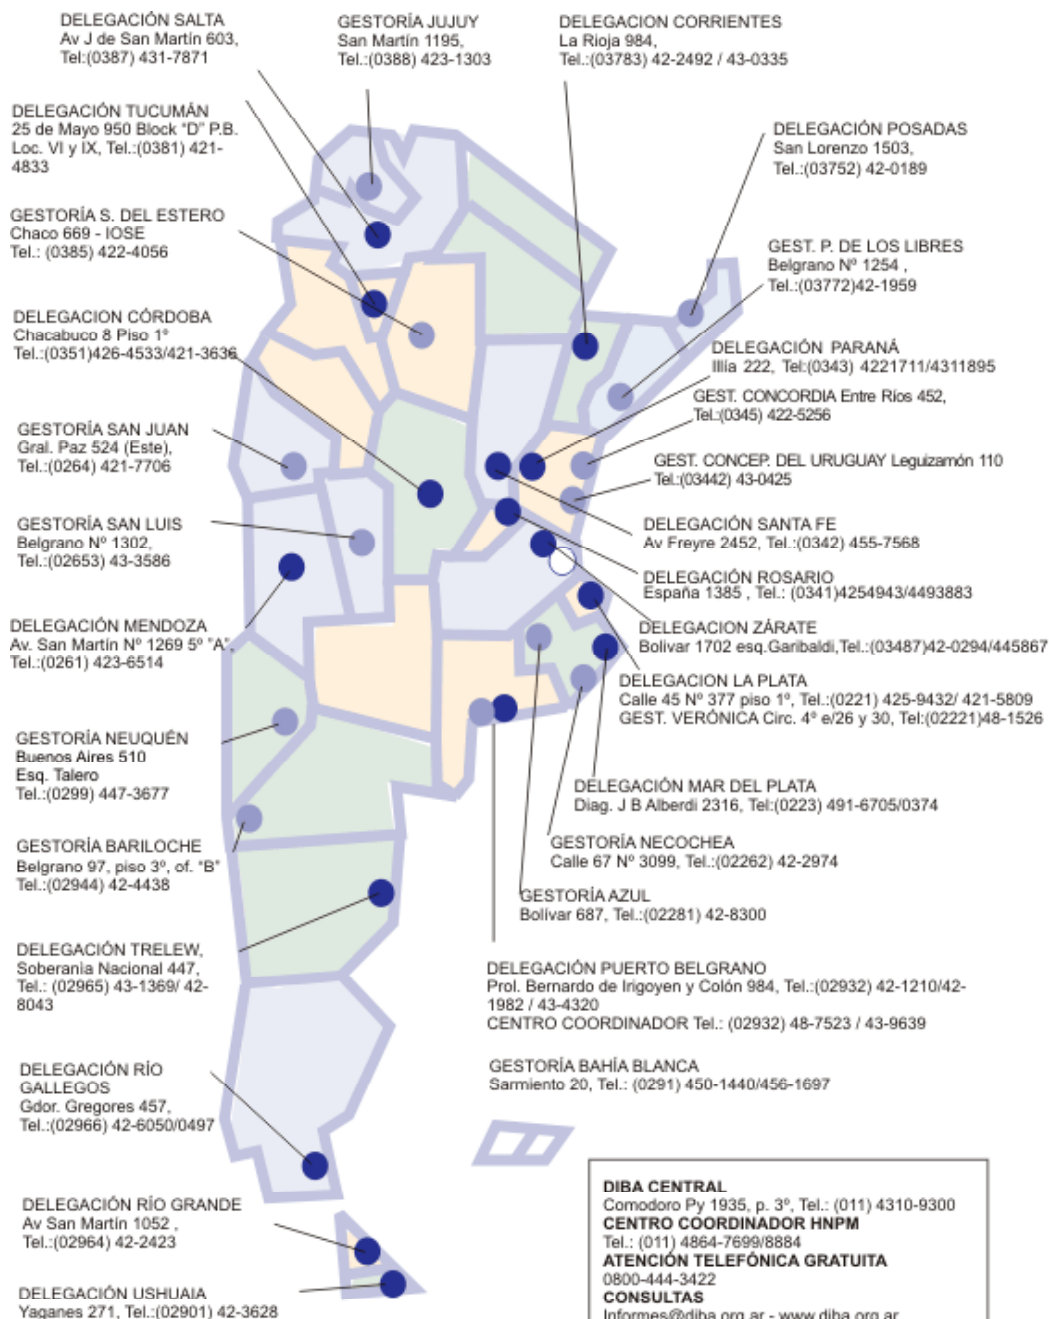 DELEGACIÓN SALTA
Av J de San Martín 603,
Tel:(0387) 431-7871
GESTORÍA JUJUY
San Martín 1195,
Tel.:(0388) 423-1303
DELEGACION CORRIENTES
La Rioja 984,
Tel.:(03783) 42-2492 / 43-0335
DELEGACIÓN TUCUMÁN
25 de Mayo 950 Block "D" P.B.
Loc. VI y IX, Tel.:(0381) 421-
4833
DELEGACIÓN POSADAS
San Lorenzo 1503,
Tel.:(03752) 42-0189
GESTORÍA S. DEL ESTERO
Chaco 669 - IOSE
Tel.: (0385) 422-4056
GEST. P. DE LOS LIBRES
Belgrano Nº 1254 ,
Tel.:(03772)42-1959
DELEGACION CÓRDOBA
Chacabuco 8 Piso 1º
Tel.:(0351)426-4533/421-3636
DELEGACIÓN PARANÁ
Illía 222, Tel:(0343) 4221711/4311895
GEST. CONCORDIA Entre Ríos 452,
Tel.:(0345) 422-5256
GESTORÍA SAN JUAN
Gral. Paz 524 (Este),
Tel.:(0264) 421-7706
GEST. CONCEP. DEL URUGUAY Leguizamón 110
Tel.:(03442) 43-0425
GESTORÍA SAN LUIS
Belgrano Nº 1302,
Tel.:(02653) 43-3586
DELEGACIÓN SANTA FE
Av Freyre 2452, Tel.:(0342) 455-7568
DELEGACIÓN ROSARIO
España 1385 , Tel.: (0341)4254943/4493883
DELEGACIÓN MENDOZA
Av. San Martín Nº 1269 5º "A",
Tel.:(0261) 423-6514
DELEGACION ZÁRATE
Bolivar 1702 esq.Garibaldi,Tel.:(03487)42-0294/445867
DELEGACION LA PLATA
Calle 45 Nº 377 piso 1º, Tel.:(0221) 425-9432/ 421-5809
GEST. VERÓNICA Circ. 4º e/26 y 30, Tel:(02221)48-1526
GESTORÍA NEUQUÉN
Buenos Aires 510
Esq. Talero
Tel.:(0299) 447-3677
DELEGACIÓN MAR DEL PLATA
Diag. J B Alberdi 2316, Tel:(0223) 491-6705/0374
GESTORÍA BARILOCHE
Belgrano 97, piso 3º, of. "B"
Tel.:(02944) 42-4438
GESTORÍA NECOCHEA
Calle 67 Nº 3099, Tel.:(02262) 42-2974
GESTORÍA AZUL
Bolívar 687, Tel.:(02281) 42-8300
DELEGACIÓN TRELEW,
Soberanía Nacional 447,
Tel.: (02965) 43-1369/ 42-
8043
DELEGACIÓN PUERTO BELGRANO
Prol. Bernardo de Irigoyen y Colón 984, Tel.:(02932) 42-1210/42-
1982 / 43-4320
CENTRO COORDINADOR Tel.: (02932) 48-7523 / 43-9639
GESTORÍA BAHÍA BLANCA
Sarmiento 20, Tel.: (0291) 450-1440/456-1697
DELEGACIÓN RÍO
GALLEGOS
Gdor. Gregores 457,
Tel.:(02966) 42-6050/0497
DELEGACIÓN RÍO GRANDE
Av San Martín 1052 ,
Tel.:(02964) 42-2423
DELEGACIÓN USHUAIA
Yaganes 271, Tel.:(02901) 42-3628
DIBA CENTRAL
Comodoro Py 1935, p. 3º, Tel.: (011) 4310-9300
CENTRO COORDINADOR HNPM
Tel.: (011) 4864-7699/8884
ATENCIÓN TELEFÓNICA GRATUITA
0800-444-3422
CONSULTAS
Informes@diba.org.ar - www.diba.org.ar